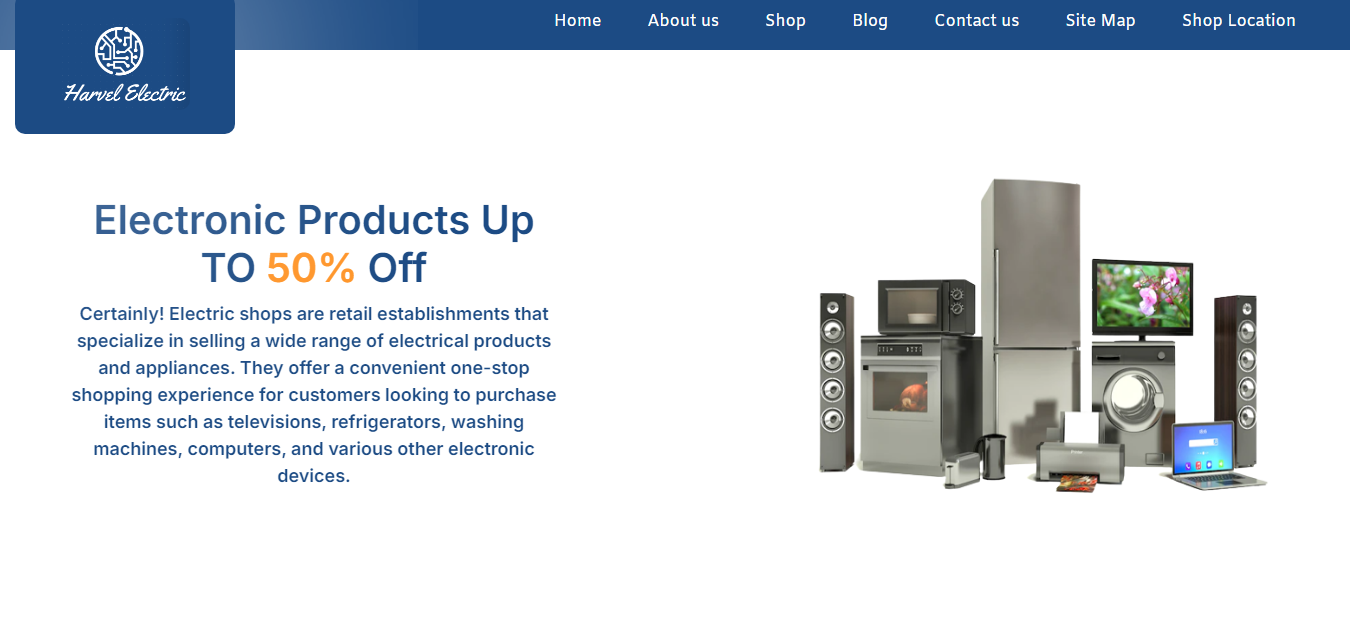 Home About us Shop Blog Contact us Site Map Shop Location
Harvel Electric
Electronic Products Up
TO 50% Off
Certainly! Electric shops are retail establishments that
specialize in selling a wide range of electrical products
and appliances. They offer a convenient one-stop
shopping experience for customers looking to purchase
items such as televisions, refrigerators, washing
machines, computers, and various other electronic
devices.